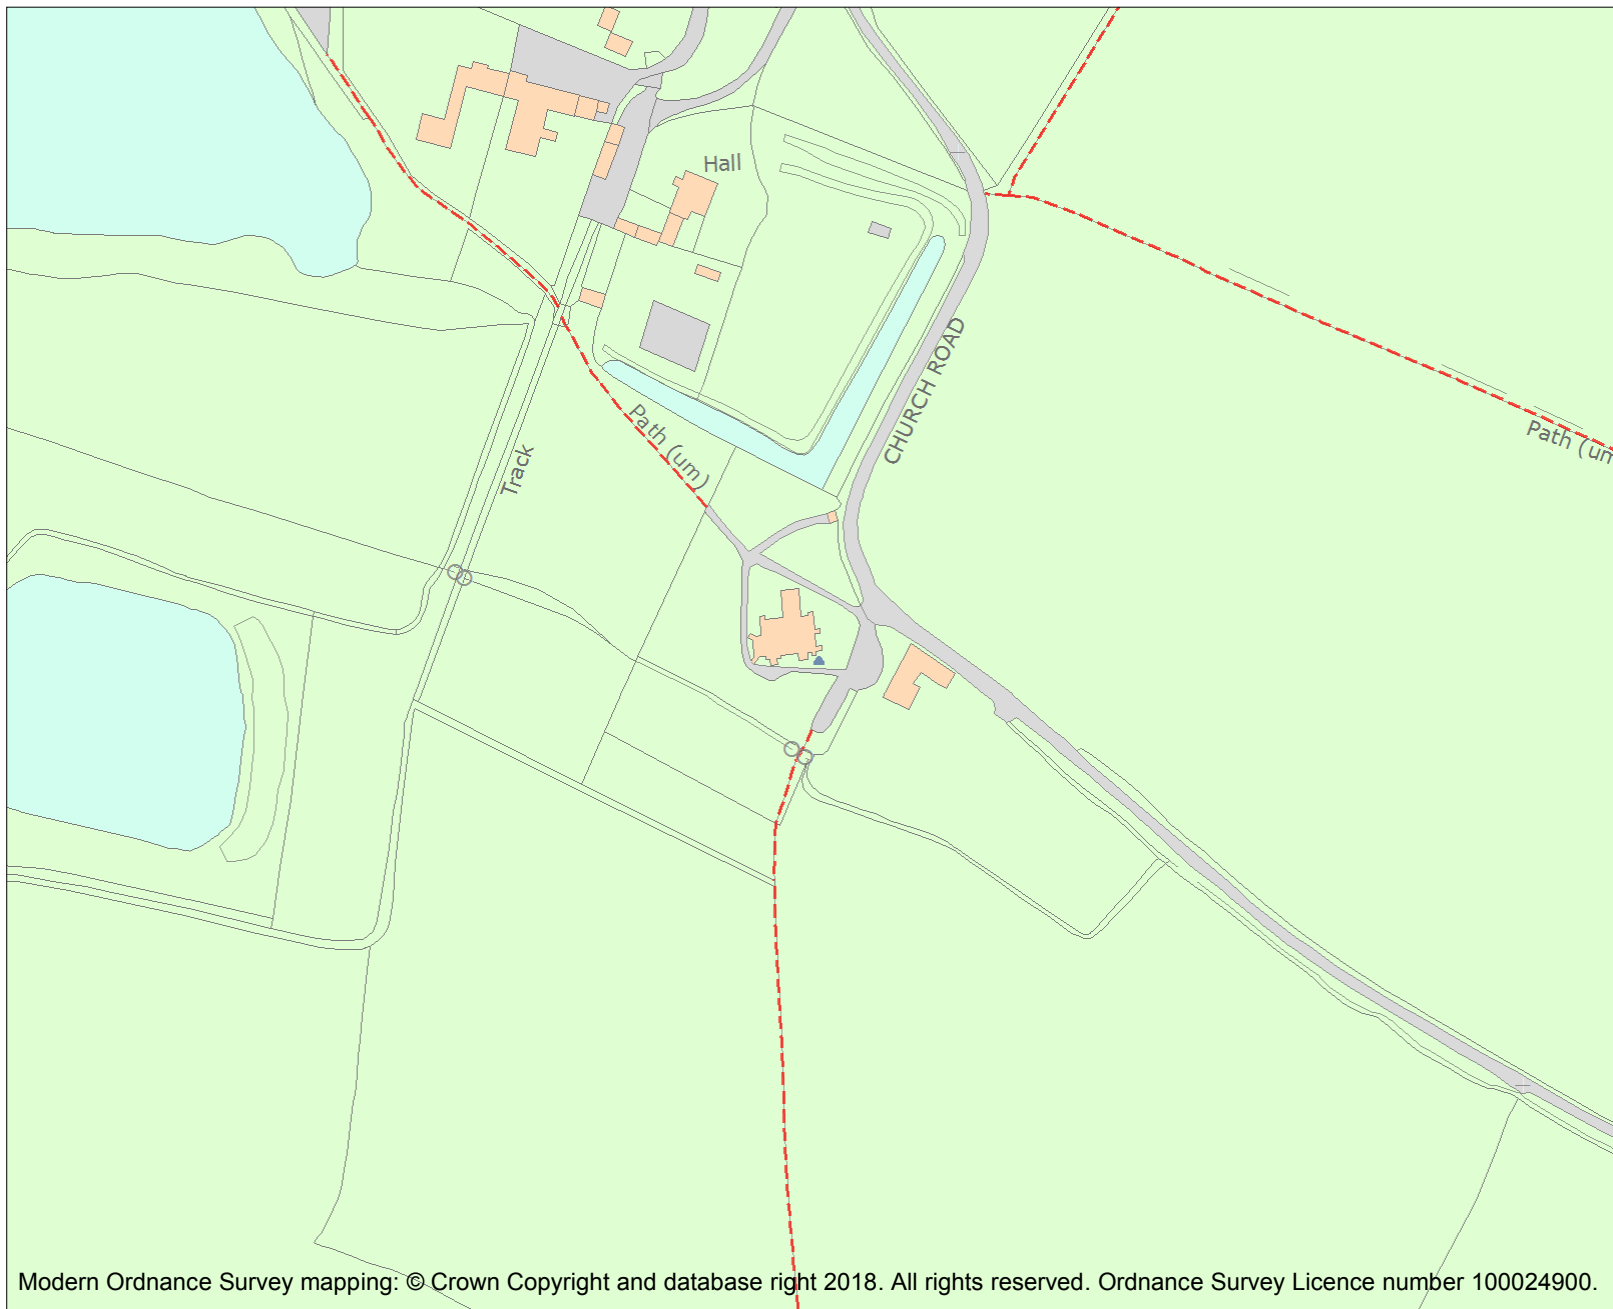 Hall
CHURCH ROAD
Path (um)
Path (um
Track
Modern Ordnance Survey mapping: © Crown Copyright and database right 2018. All rights reserved. Ordnance Survey Licence number 100024900.